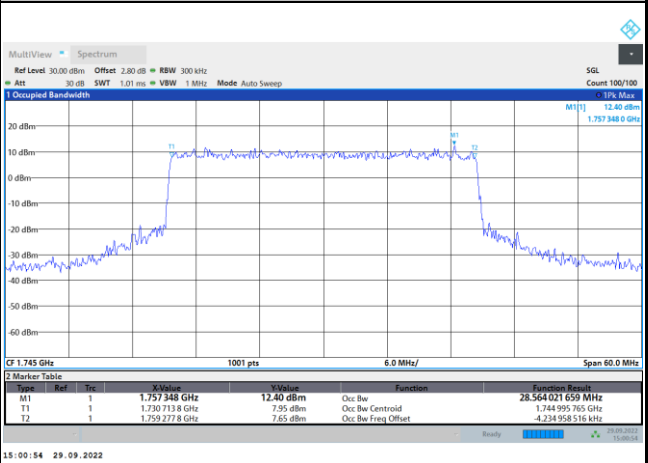 MultiView Spectrum
Ref Level 30.00 dBm Offset 2.80 dB RBW 300 kHz SGL
Att 30 dB SWT 1.01 ms VBW 1 MHz Mode Auto Sweep Count 100/100
1 Occupied Bandwidth 1Pk Max
M1[1] 12.40 dBm
1.757 348 0 GHz
20 dBm
M1
T1 T2
10 dBm
0 dBm
-10 dBm
-20 dBm
-30 dBm
-40 dBm
-50 dBm
-60 dBm
CF 1.745 GHz 1001 pts 6.0 MHz/ Span 60.0 MHz
2 Marker Table
Type Ref Trc X-Value Y-Value Function Function Result
M1 1 1.757 348 GHz 12.40 dBm Occ Bw 28.564 021 659 MHz
T1 1 1.730 713 8 GHz 7.95 dBm Occ Bw Centroid 1.744 995 765 GHz
T2 1 1.759 277 8 GHz 7.65 dBm Occ Bw Freq Offset -4.234 958 516 kHz
Ready 29.09.2022
15:00:54
15:00:54 29.09.2022